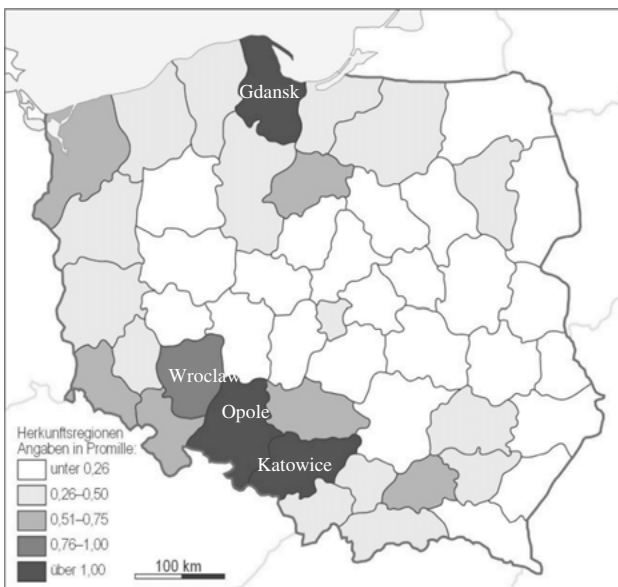 Gdansk
Wroclaw
Opole
Katowice
Herkunftsregionen
Angaben in Promille:
unter 0,26
0,26–0,50
0,51–0,75
0,76–1,00
über 1,00
100 km